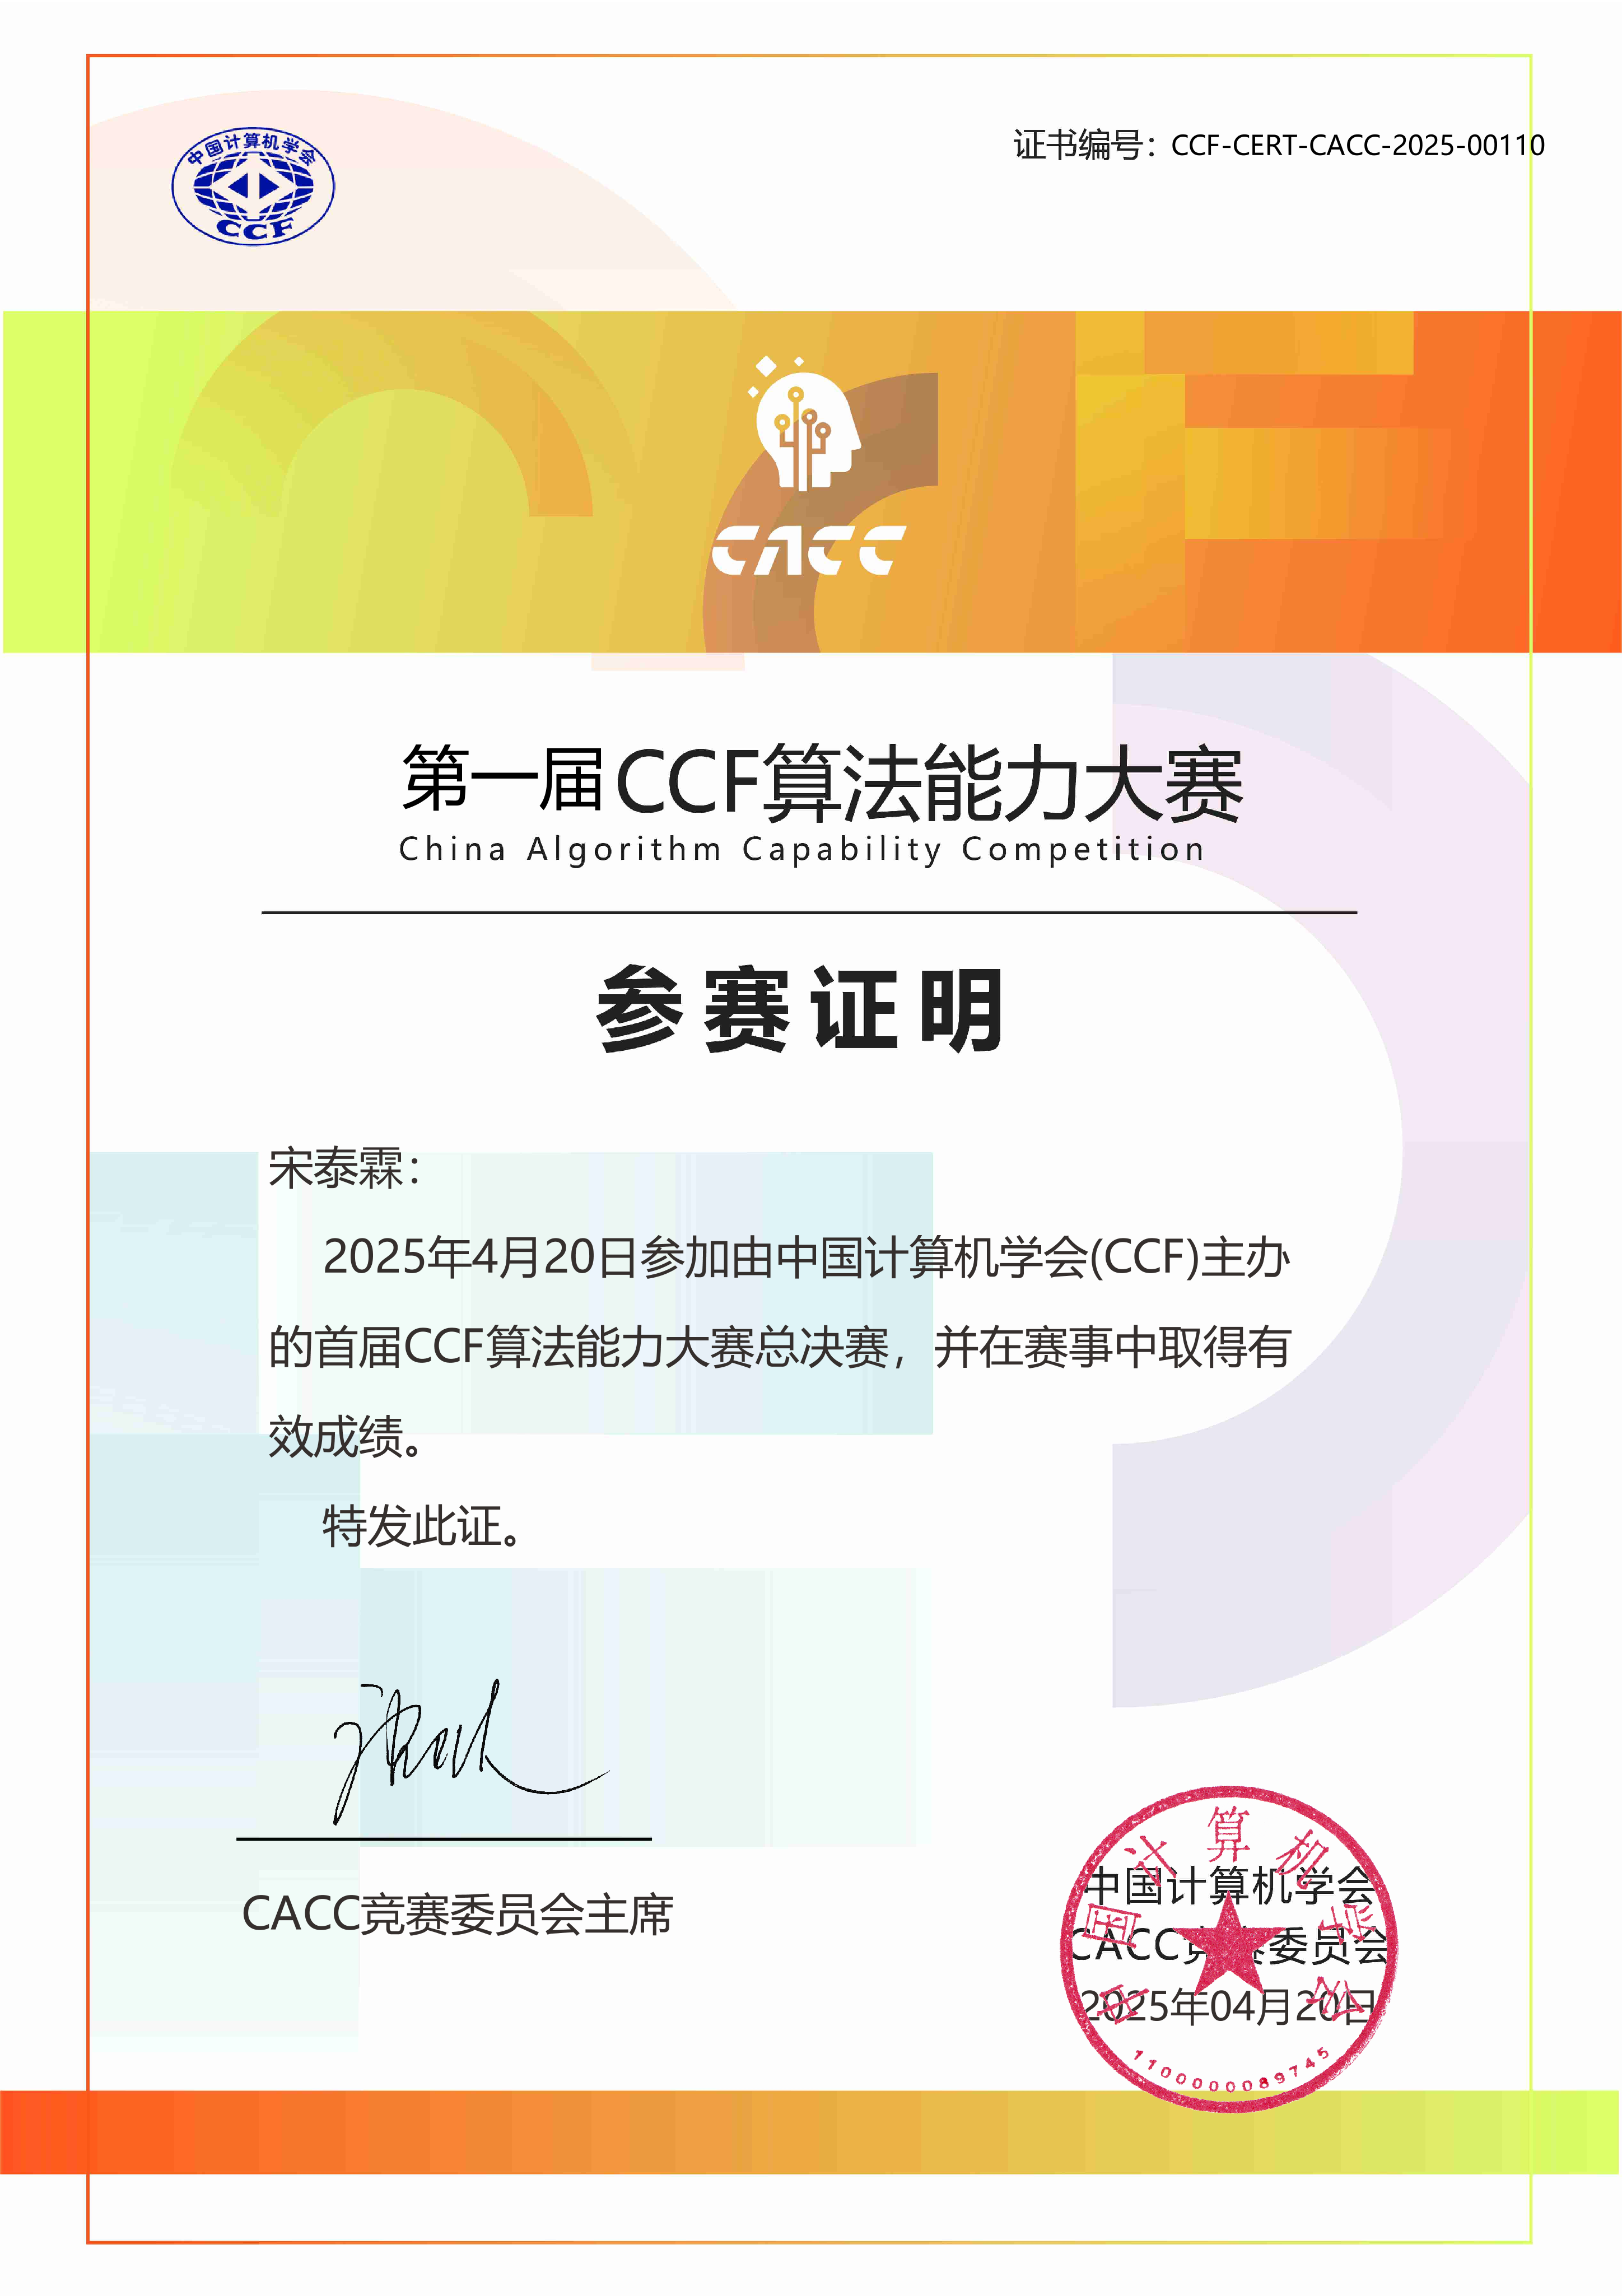 中国计算机学会
CCF
证书编号：CCF-CERT-CACC-2025-00110
CACC
第一届CCF算法能力大赛
China Algorithm Capability Competition
参赛证明
宋泰霖：
2025年4月20日参加由中国计算机学会(CCF)主办
的首届CCF算法能力大赛总决赛，并在赛事中取得有
效成绩。
特发此证。
CACC竞赛委员会主席
中国计算机学会
中国计算机学会
CACC竞赛委员会
2025年04月20日
1100000089745